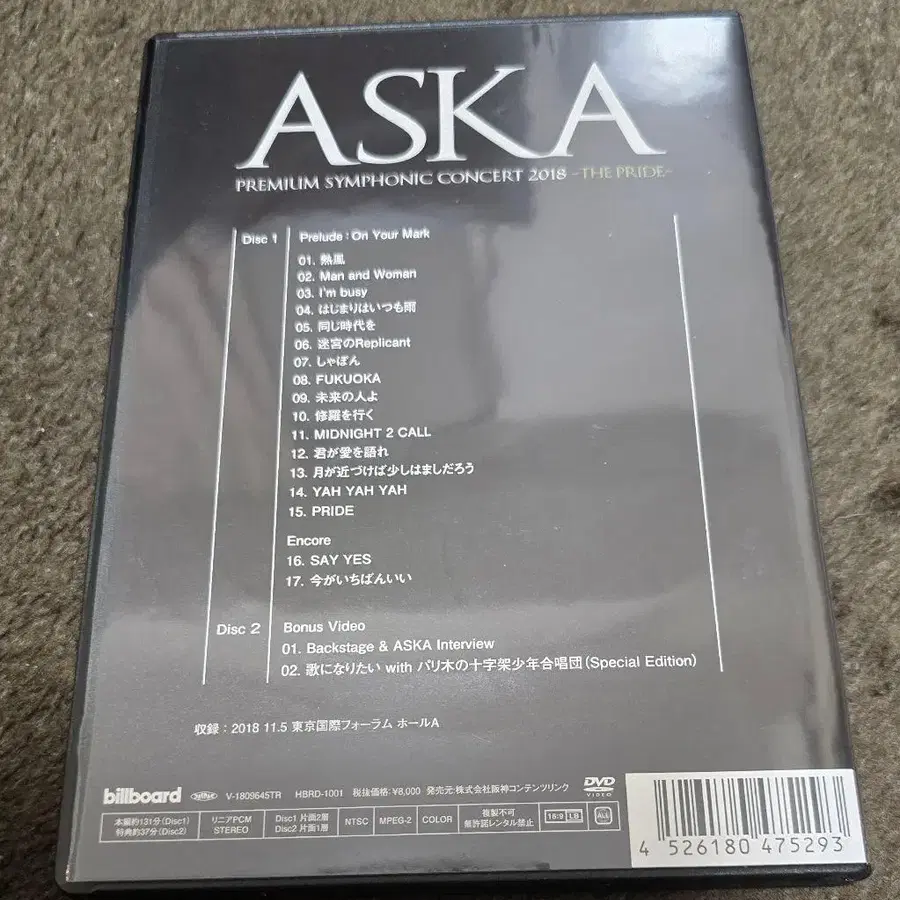 ASKA
PREMIUM SYMPHONIC CONCERT 2018 -THE PRIDE-
Disc 1 Prelude : On Your Mark
01. 熱風
02. Man and Woman
03. I'm busy
04. はじまりはいつも雨
05. 同じ時代を
06. 迷宮のReplicant
07. しゃぼん
08. FUKUOKA
09. 未来の人よ
10. 修羅を行く
11. MIDNIGHT 2 CALL
12. 君が愛を語れ
13. 月が近づけば少しはましだろう
14. YAH YAH YAH
15. PRIDE
Encore
16. SAY YES
17. 今がいちばんいい
Disc 2 Bonus Video
01. Backstage & ASKA Interview
02. 歌になりたい with パリ木の十字架少年合唱団(Special Edition)
収録 : 2018 11.5 東京国際フォーラム ホールA
billboard V-1809645TR HBRD-1001 税抜価格:¥8,000 発売元:株式会社阪神コンテンツリンク DVD VIDEO
本編約131分(Disc1) 特典約37分(Disc2) リニアPCM STEREO Disc1 片面2層 Disc2 片面1層 NTSC MPEG-2 COLOR 複製不可 無許諾レンタル禁止 16:9 LB ALL
4 526180 475293